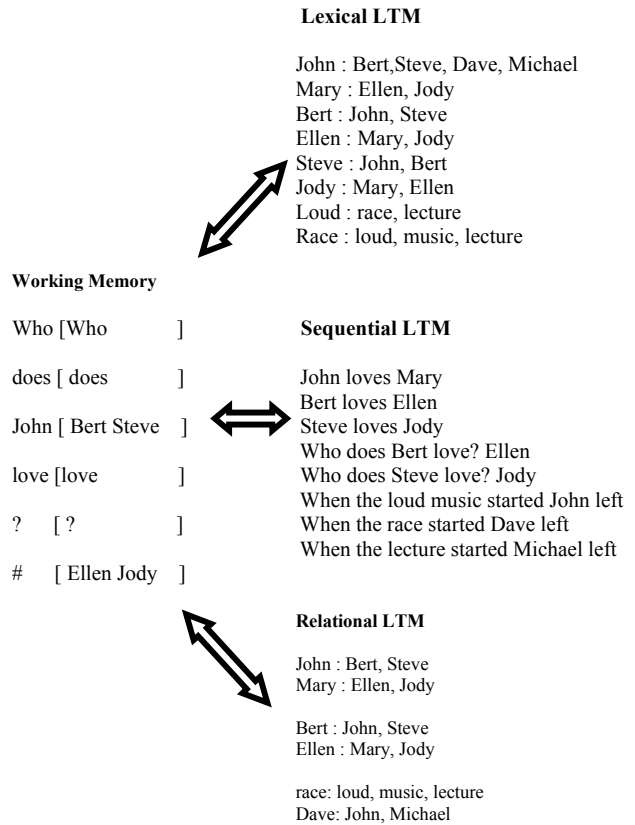 Lexical LTM
John : Bert,Steve, Dave, Michael
Mary : Ellen, Jody
Bert : John, Steve
Ellen : Mary, Jody
Steve : John, Bert
Jody : Mary, Ellen
Loud : race, lecture
Race : loud, music, lecture
Working Memory
Who [Who ]
does [ does ]
John [ Bert Steve ]
love [love ]
? [ ? ]
# [ Ellen Jody ]
Sequential LTM
John loves Mary
Bert loves Ellen
Steve loves Jody
Who does Bert love? Ellen
Who does Steve love? Jody
When the loud music started John left
When the race started Dave left
When the lecture started Michael left
Relational LTM
John : Bert, Steve
Mary : Ellen, Jody
Bert : John, Steve
Ellen : Mary, Jody
race: loud, music, lecture
Dave: John, Michael